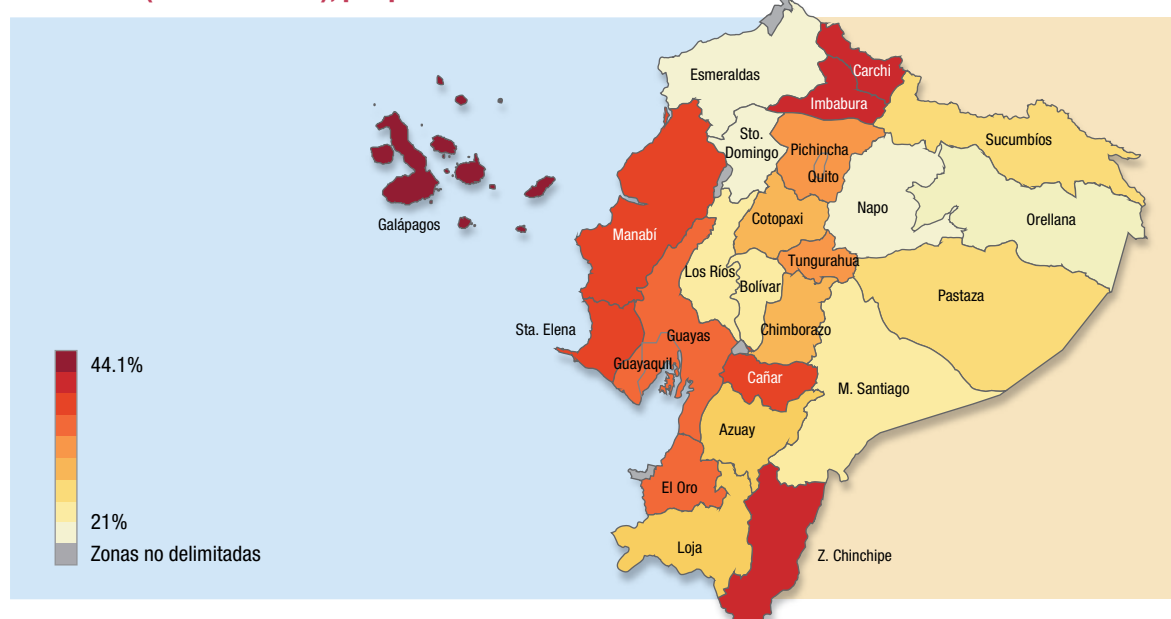 Esmeraldas
Carchi
Imbabura
Sto.
Domingo
Pichincha
Quito
Sucumbíos
Cotopaxi
Napo
Orellana
Galápagos
Manabí
Los Ríos
Tungurahua
Bolívar
Pastaza
Sta. Elena
Guayas
Chimborazo
Guayaquil
Cañar
M. Santiago
Azuay
El Oro
Loja
Z. Chinchipe
44.1%
21%
Zonas no delimitadas